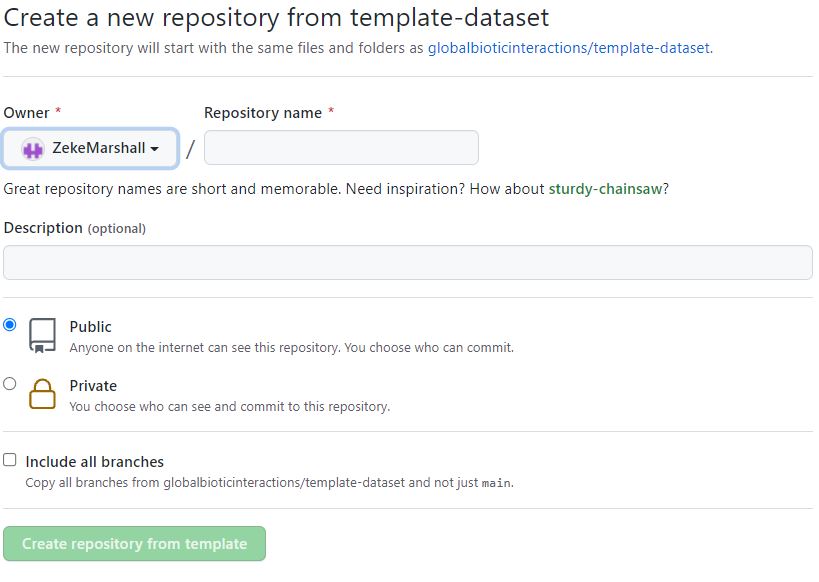 Create a new repository from template-dataset
The new repository will start with the same files and folders as globalbioticinteractions/template-dataset.
Owner * Repository name *
ZekeMarshall /
Great repository names are short and memorable. Need inspiration? How about sturdy-chainsaw?
Description (optional)
Public
Anyone on the internet can see this repository. You choose who can commit.
Private
You choose who can see and commit to this repository.
Include all branches
Copy all branches from globalbioticinteractions/template-dataset and not just main.
Create repository from template